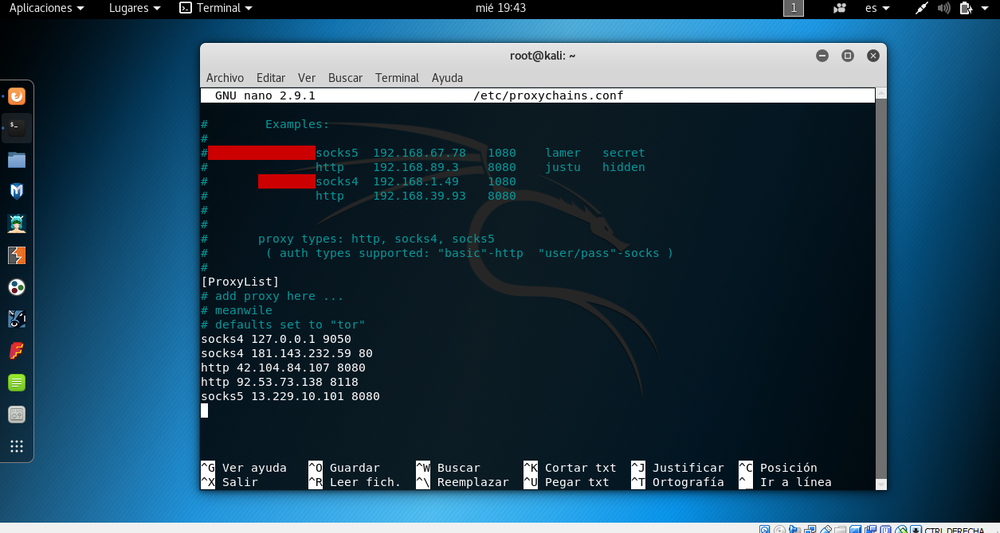 Aplicaciones Lugares Terminal mié 19:43 1 es
root@kali: ~
Archivo Editar Ver Buscar Terminal Ayuda
GNU nano 2.9.1 /etc/proxychains.conf
# Examples:
#
# socks5 192.168.67.78 1080 lamer secret
# http 192.168.89.3 8080 justu hidden
# socks4 192.168.1.49 1080
# http 192.168.39.93 8080
#
#
# proxy types: http, socks4, socks5
# ( auth types supported: "basic"-http "user/pass"-socks )
#
[ProxyList]
# add proxy here ...
# meanwile
# defaults set to "tor"
socks4 127.0.0.1 9050
socks4 181.143.232.59 80
http 42.104.84.107 8080
http 92.53.73.138 8118
socks5 13.229.10.101 8080
^G Ver ayuda ^O Guardar ^W Buscar ^K Cortar txt ^J Justificar ^C Posición
^X Salir ^R Leer fich. ^\ Reemplazar ^U Pegar txt ^T Ortografía ^_ Ir a línea
CTRL DERECHA